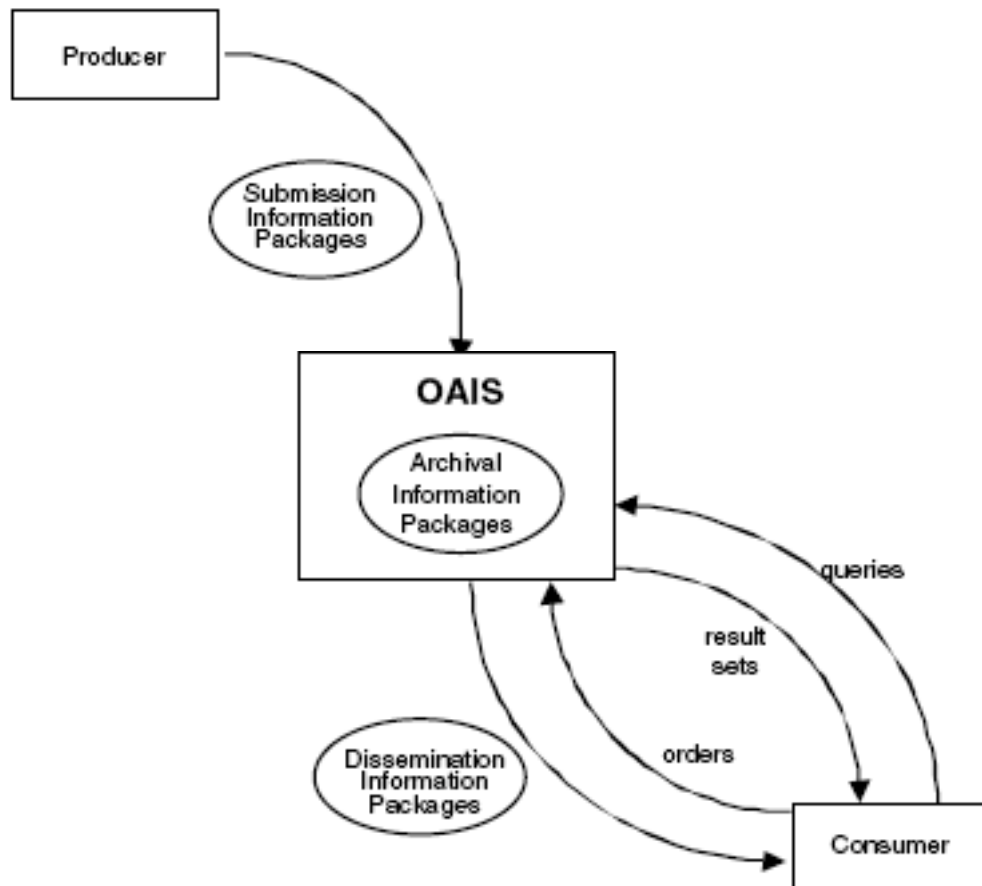 Producer
Submission
Information
Packages
OAIS
Archival
Information
Packages
queries
result
sets
orders
Dissemination
Information
Packages
Consumer